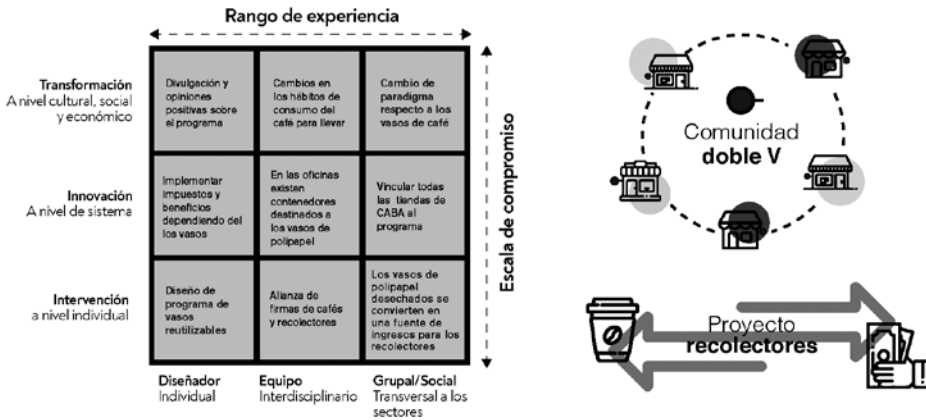 Rango de experiencia
Transformación
A nivel cultural, social
y económico
Divulgación y
opiniones
positivas sobre
el programa
Cambios en
los hábitos de
consumo del
café para llevar
Cambio de
paradigma
respecto a los
vasos de café
Innovación
A nivel de sistema
Implementar
impuestos y
beneficios
dependiendo del
los vasos
En las oficinas
existen
contenedores
destinados a
los vasos de
polipapel
Vincular todas
las tiendas de
CABA al
programa
Intervención
a nivel individual
Diseño de
programa de
vasos
reutilizables
Alianza de
firmas de cafés
y recolectores
Los vasos de
polipapel
desechados se
convierten en
una fuente de
ingresos para los
recolectores
Escala de compromiso
Diseñador
Individual
Equipo
Interdisciplinario
Grupal/Social
Transversal a los
sectores
Comunidad
doble V
Proyecto
recolectores